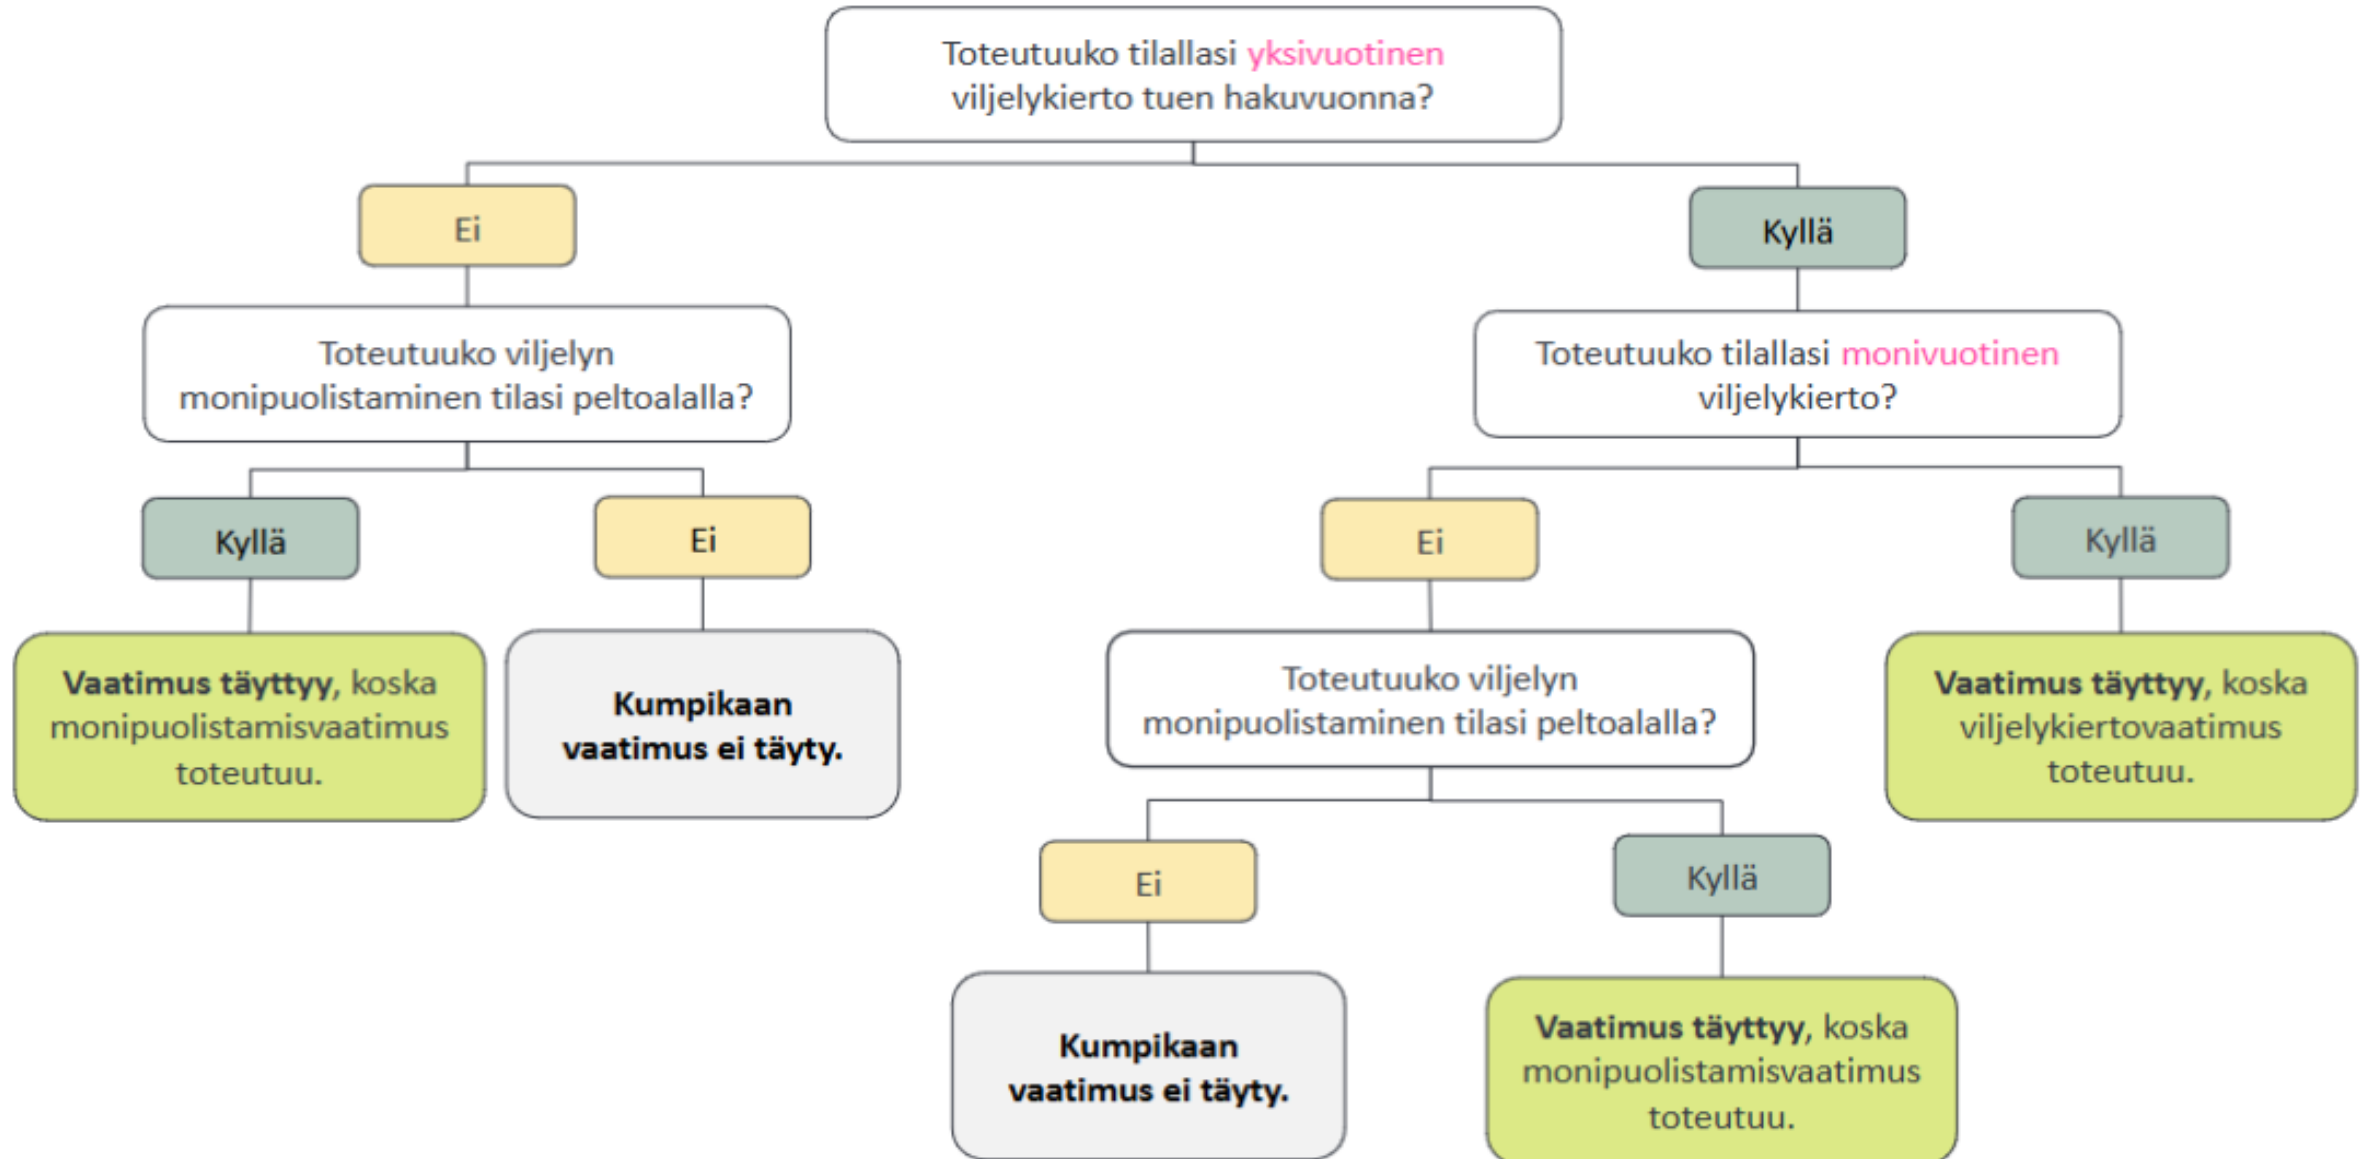 Toteutuuko tilallasi yksivuotinen
viljelykierto tuen hakuvuonna?
Ei
Kyllä
Toteutuuko viljelyn
monipuolistaminen tilasi peltoalalla?
Toteutuuko tilallasi monivuotinen
viljelykierto?
Kyllä
Ei
Ei
Kyllä
Vaatimus täyttyy, koska
monipuolistamisvaatimus
toteutuu.
Kumpikaan
vaatimus ei täyty.
Toteutuuko viljelyn
monipuolistaminen tilasi peltoalalla?
Vaatimus täyttyy, koska
viljelykiertovaatimus
toteutuu.
Ei
Kyllä
Kumpikaan
vaatimus ei täyty.
Vaatimus täyttyy, koska
monipuolistamisvaatimus
toteutuu.